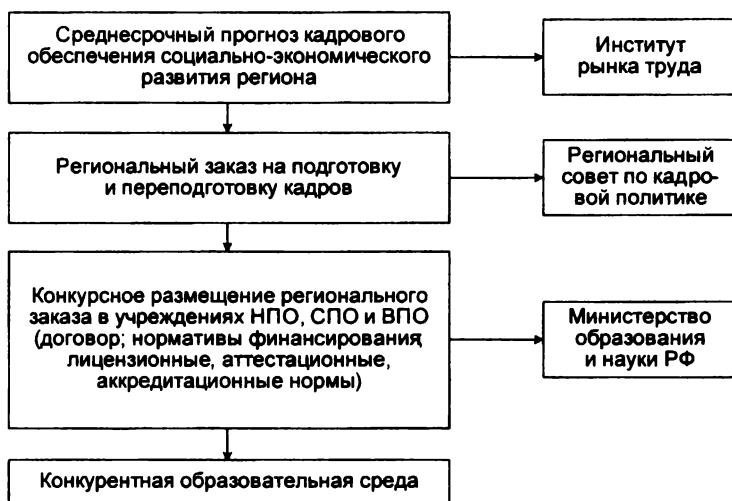 Среднесрочный прогноз кадрового
обеспечения социально-экономического
развития региона
Институт
рынка труда
Региональный заказ на подготовку
и переподготовку кадров
Региональный
совет по кадро-
вой политике
Конкурсное размещение регионального
заказа в учреждениях НПО, СПО и ВПО
(договор; нормативы финансирования,
лицензионные, аттестационные,
аккредитационные нормы)
Министерство
образования
и науки РФ
Конкурентная образовательная среда